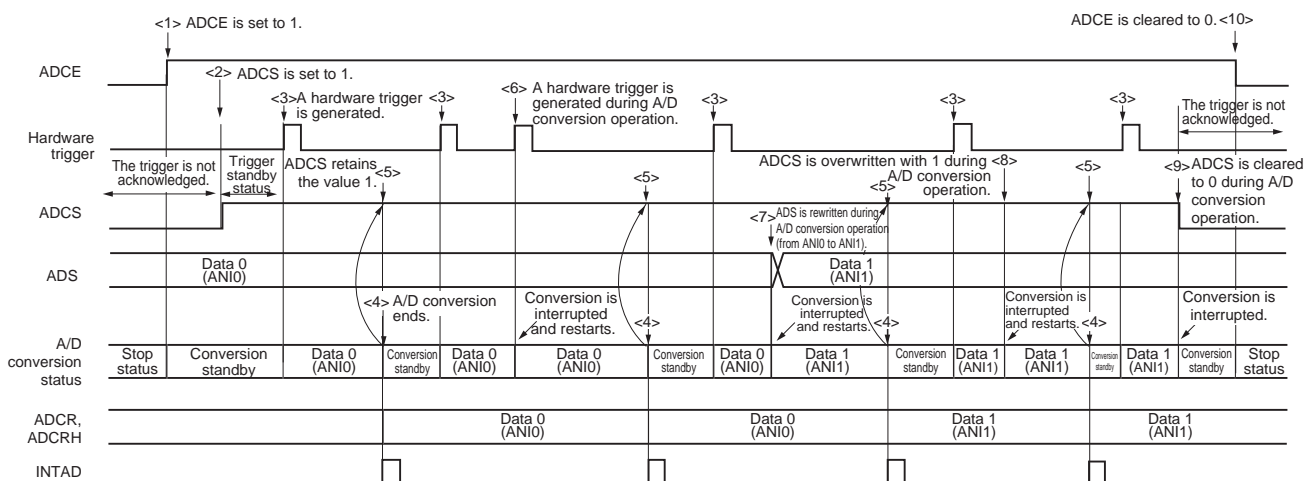 <1> ADCE is set to 1.
ADCE is cleared to 0. <10>
ADCE
<2> ADCS is set to 1.
<3> A hardware trigger
is generated.
<3>
<6> A hardware trigger is
generated during A/D
conversion operation.
<3>
<3>
<3>
The trigger is not
acknowledged.
Hardware
trigger
The trigger is not
acknowledged.
Trigger
standby
status
ADCS retains
the value 1.
<5>
<5>
ADCS is overwritten with 1 during <8>
A/D conversion
operation.
<5>
<5>
<9> ADCS is cleared
to 0 during A/D
conversion
operation.
ADCS
<7> ADS is rewritten during
A/D conversion operation
(from ANI0 to ANI1).
ADS
Data 0
(ANI0)
Data 1
(ANI1)
<4> A/D conversion
ends.
Conversion is
interrupted
and restarts.
<4>
Conversion is
interrupted
and restarts.
<4>
Conversion is
interrupted
and restarts.
<4>
Conversion is
interrupted.
A/D
conversion
status
Stop
status
Conversion
standby
Data 0
(ANI0)
Conversion
standby
Data 0
(ANI0)
Data 0
(ANI0)
Conversion
standby
Data 0
(ANI0)
Data 1
(ANI1)
Conversion
standby
Data 1
(ANI1)
Data 1
(ANI1)
Conversion
standby
Data 1
(ANI1)
Conversion
standby
Stop
status
ADCR,
ADCRH
Data 0
(ANI0)
Data 0
(ANI0)
Data 1
(ANI1)
Data 1
(ANI1)
INTAD